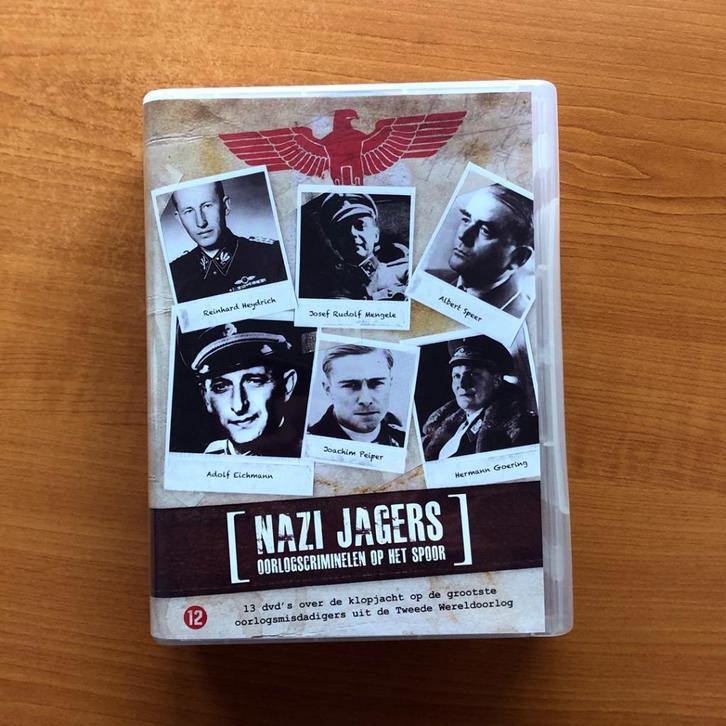 Reinhard Heydrich
Josef Rudolf Mengele
Albert Speer
Adolf Eichmann
Joachim Peiper
Hermann Goering
[ NAZI JAGERS ]
OORLOGSCRIMINELEN OP HET SPOOR
13 dvd's over de klopjacht op de grootste
oorlogsmisdadigers uit de Tweede Wereldoorlog
12